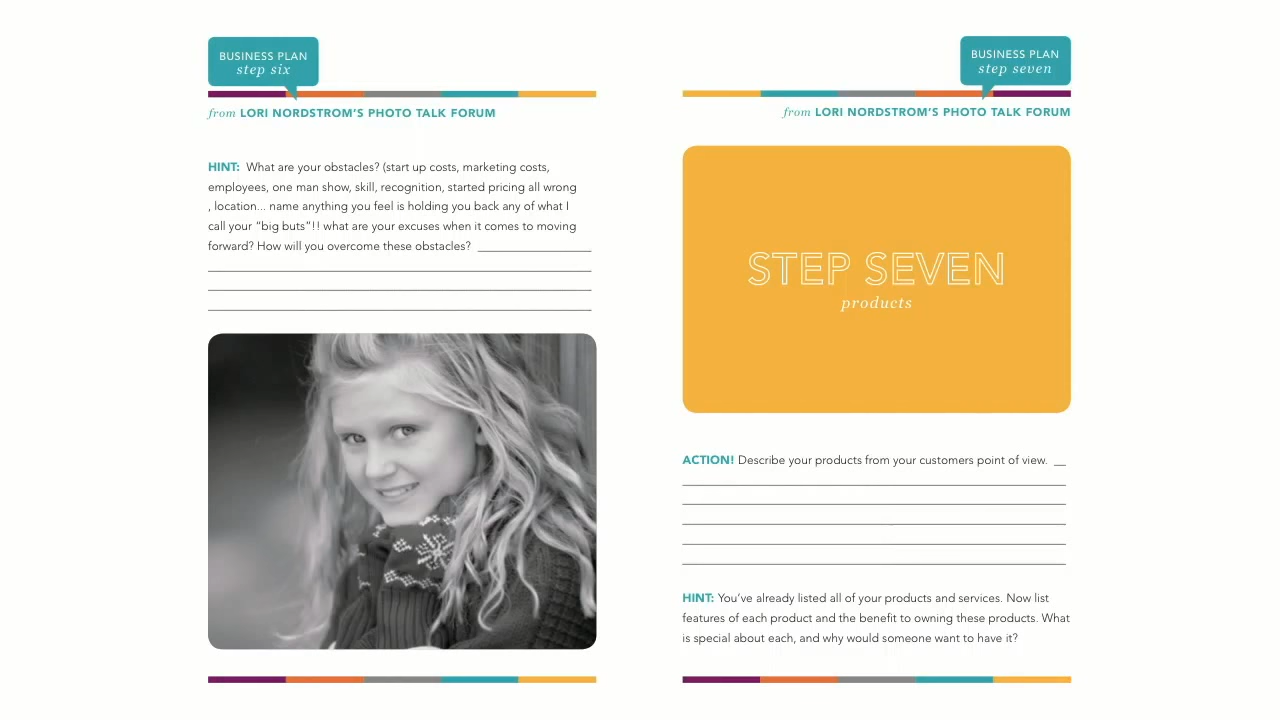 BUSINESS PLAN
step six
from LORI NORDSTROM'S PHOTO TALK FORUM
HINT: What are your obstacles? (start up costs, marketing costs,
employees, one man show, skill, recognition, started pricing all wrong
, location... name anything you feel is holding you back any of what I
call your “big buts”!! what are your excuses when it comes to moving
forward? How will you overcome these obstacles?
BUSINESS PLAN
step seven
from LORI NORDSTROM'S PHOTO TALK FORUM
STEP SEVEN
products
ACTION! Describe your products from your customers point of view.
HINT: You've already listed all of your products and services. Now list
features of each product and the benefit to owning these products. What
is special about each, and why would someone want to have it?